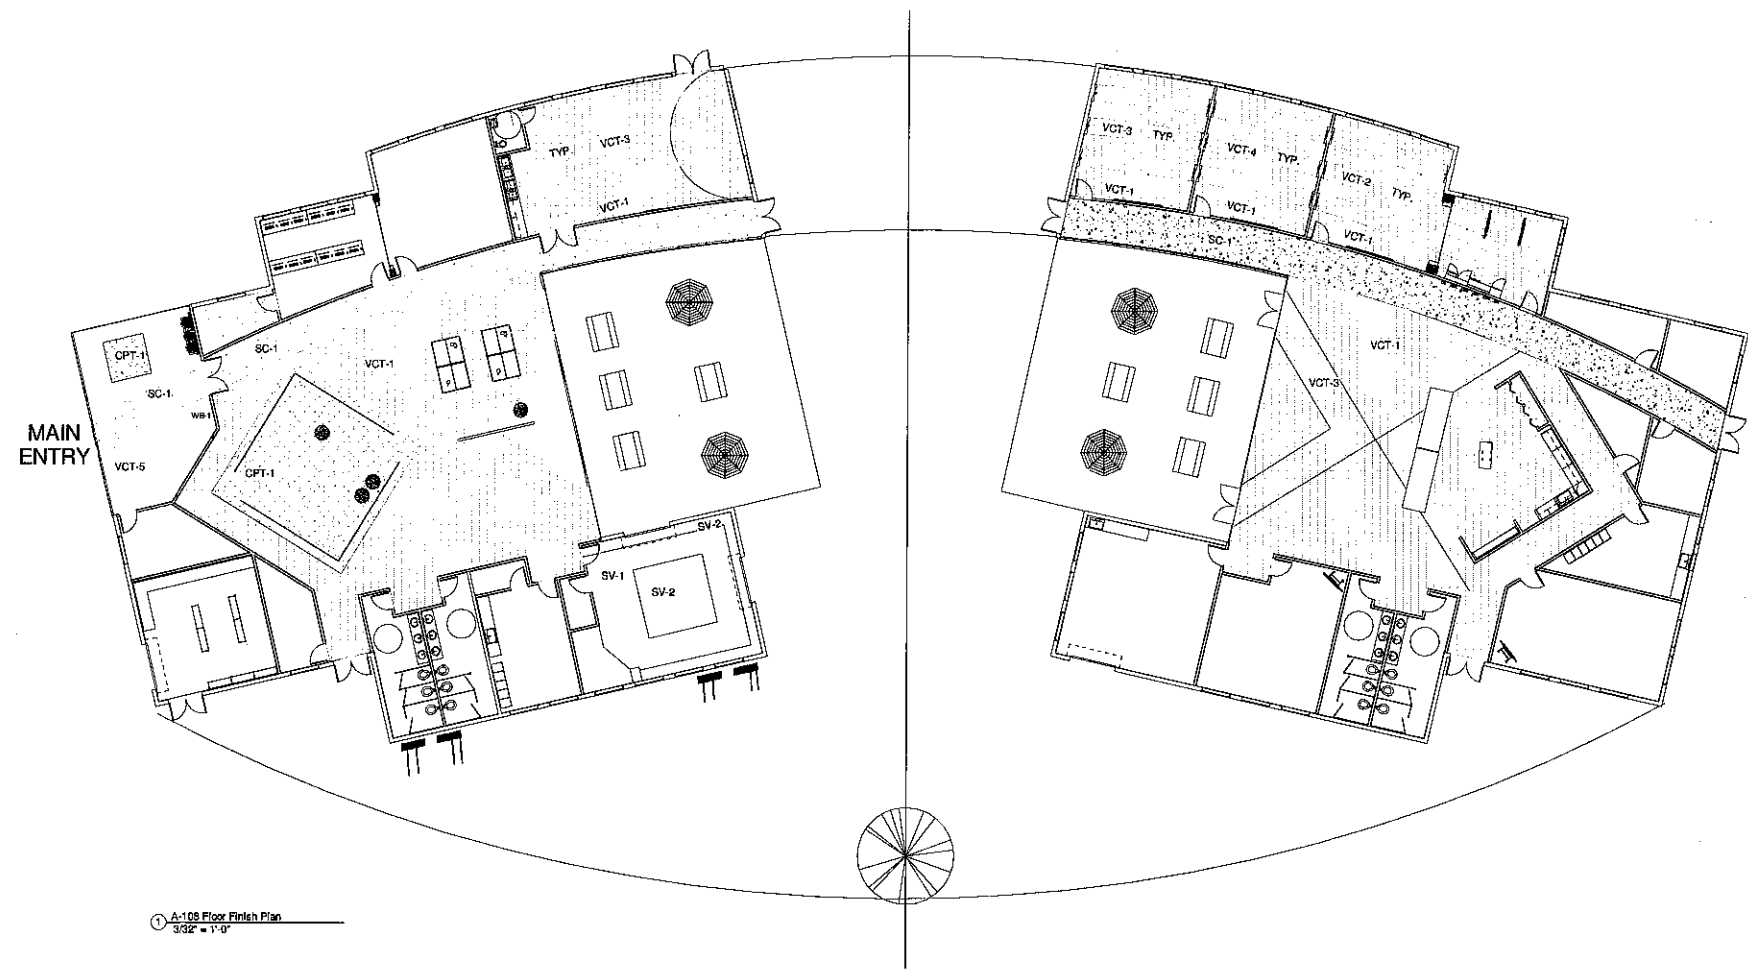 VCT-3
TYP.
VCT-1
VCT-3 TYP.
VCT-4 TYP.
VCT-2 TYP.
VCT-1
VCT-1
VCT-1
SC-1
SC-1
VCT-1
CPT-1
SC-1
WB-1
MAIN
ENTRY
VCT-5
CPT-1
VCT-1
VCT-3
SV-2
SV-1
SV-2
1 A-108 Floor Finish Plan
3/32" = 1'-0"